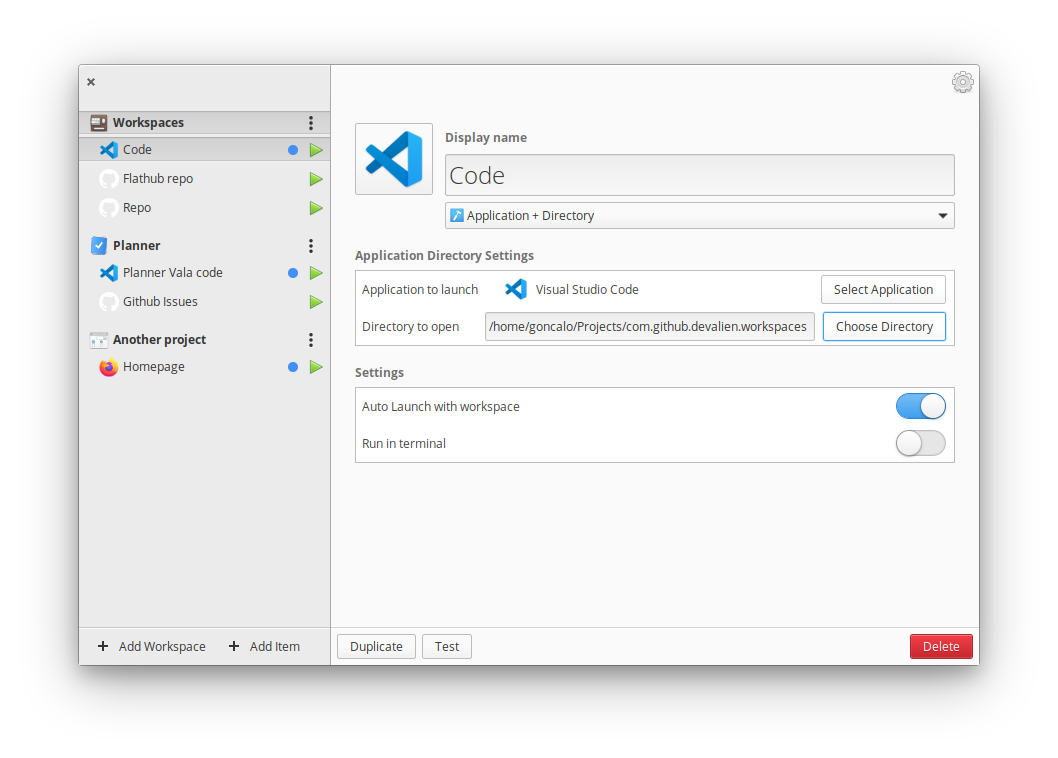 Workspaces
Code
Flathub repo
Repo
Planner
Planner Vala code
Github Issues
Another project
Homepage
Add Workspace
Add Item
Display name
Code
Application + Directory
Application Directory Settings
Application to launch Visual Studio Code Select Application
Directory to open /home/goncalo/Projects/com.github.devalien.workspaces Choose Directory
Settings
Auto Launch with workspace
Run in terminal
Duplicate Test Delete